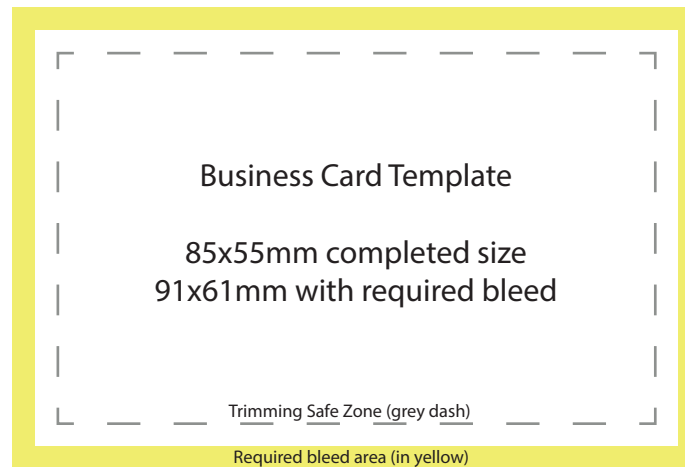 Business Card Template
85x55mm completed size
91x61mm with required bleed
Trimming Safe Zone (grey dash)
Required bleed area (in yellow)